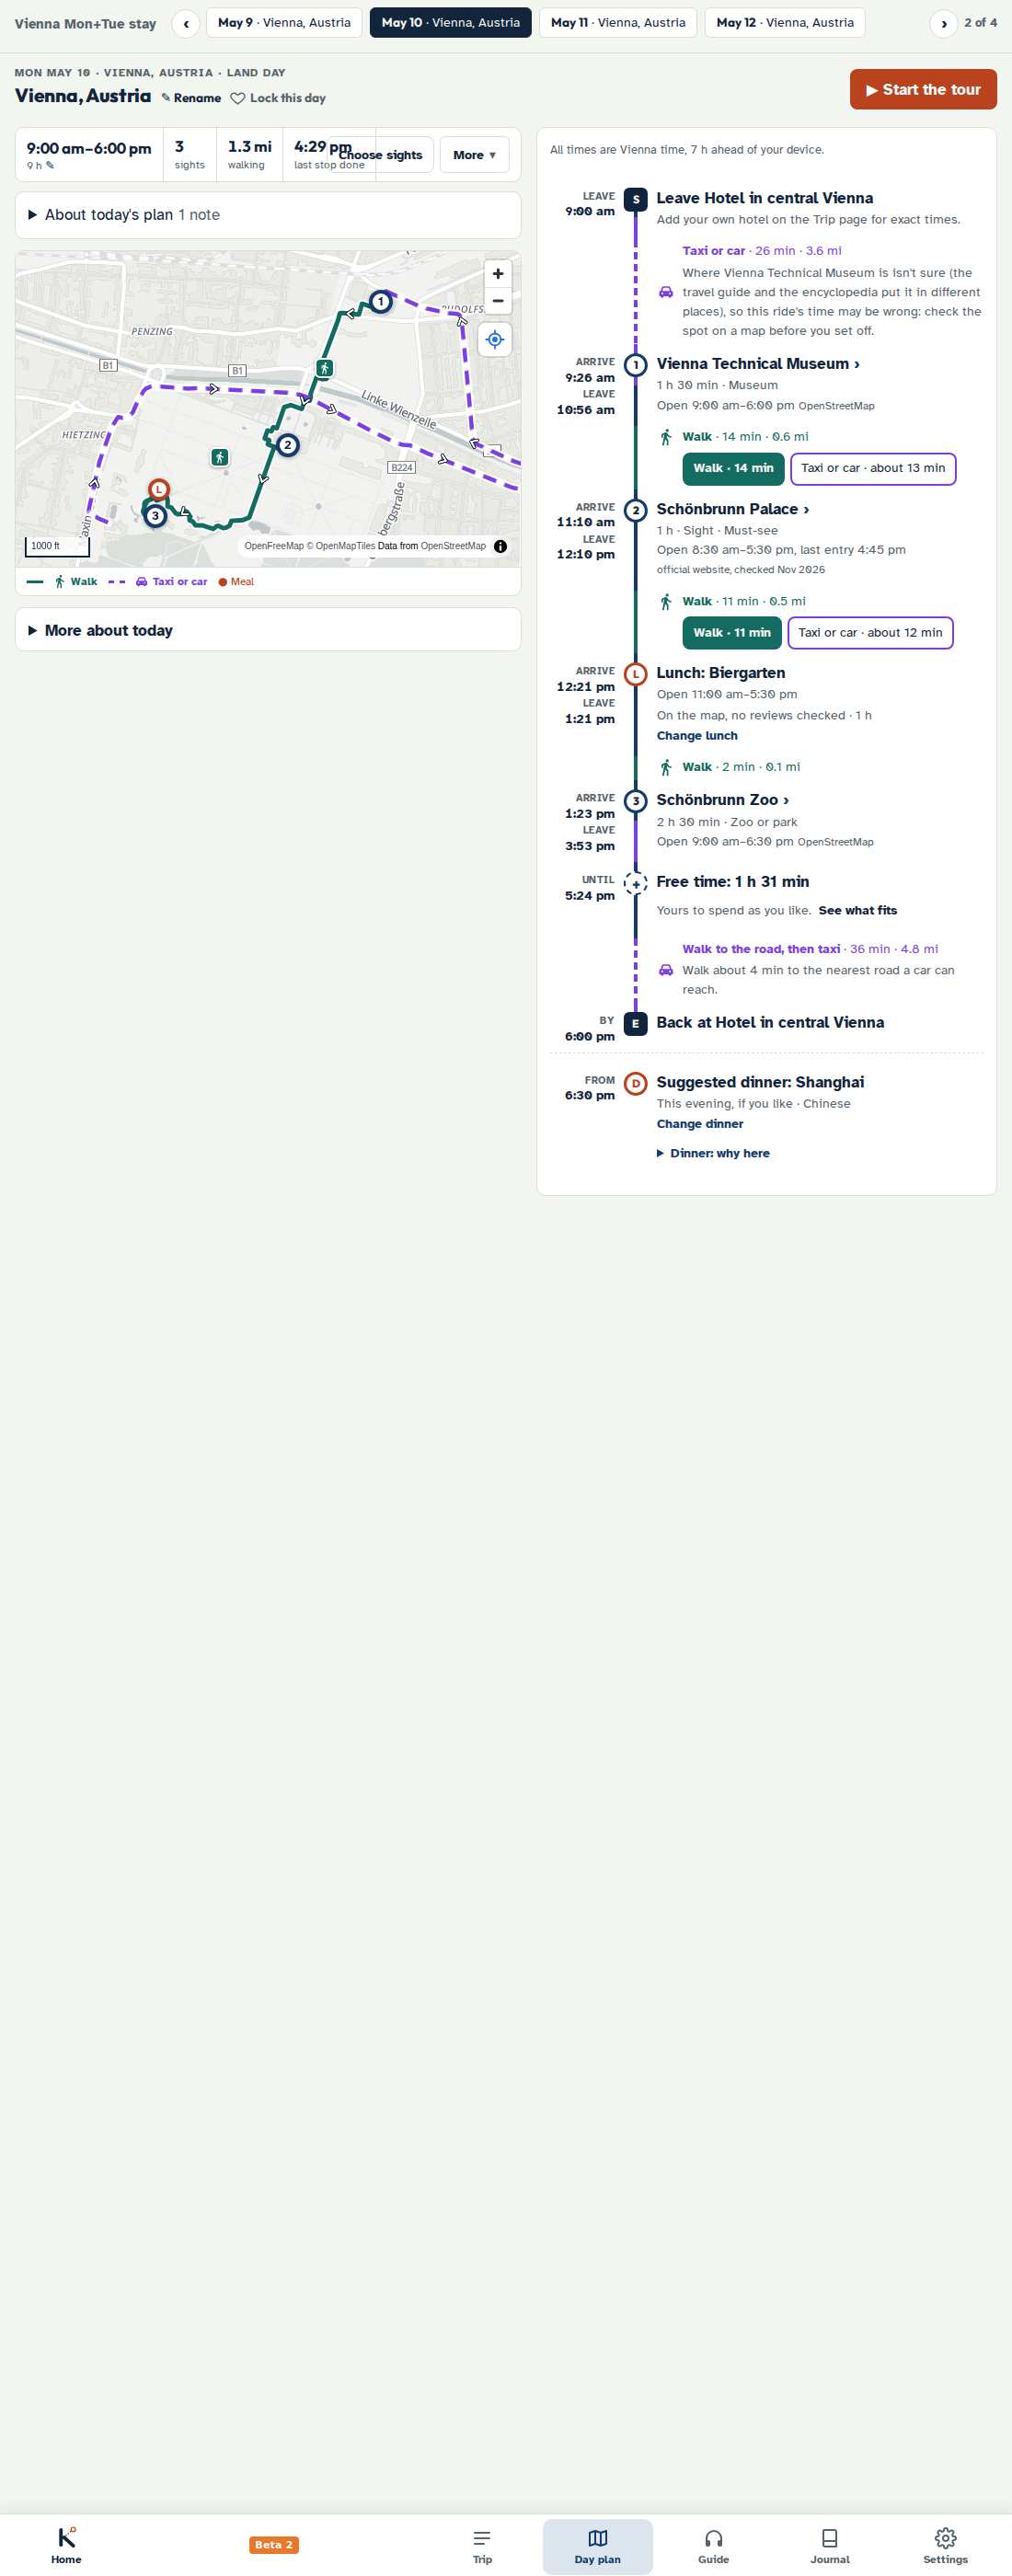 Vienna Mon+Tue stay
‹
May 9 · Vienna, Austria
May 10 · Vienna, Austria
May 11 · Vienna, Austria
May 12 · Vienna, Austria
›
2 of 4
MON MAY 10 · VIENNA, AUSTRIA · LAND DAY
Vienna, Austria ✎ Rename Lock this day
▶ Start the tour
9:00 am–6:00 pm
9 h ✎
3
sights
1.3 mi
walking
4:29 pm
last stop done
Choose sights
More ▾
▶ About today's plan 1 note
PENZING
B1
B1
HIETZING
Linke Wienzeile
B224
1
2
3
L
+
−
1000 ft
OpenFreeMap © OpenMapTiles Data from OpenStreetMap
Walk
Taxi or car
Meal
▶ More about today
All times are Vienna time, 7 h ahead of your device.
LEAVE
9:00 am
S
Leave Hotel in central Vienna
Add your own hotel on the Trip page for exact times.
Taxi or car · 26 min · 3.6 mi
Where Vienna Technical Museum is isn't sure (the
travel guide and the encyclopedia put it in different
places), so this ride's time may be wrong: check the
spot on a map before you set off.
ARRIVE
9:26 am
LEAVE
10:56 am
1
Vienna Technical Museum ›
1 h 30 min · Museum
Open 9:00 am–6:00 pm OpenStreetMap
Walk · 14 min · 0.6 mi
Walk · 14 min
Taxi or car · about 13 min
ARRIVE
11:10 am
LEAVE
12:10 pm
2
Schönbrunn Palace ›
1 h · Sight · Must-see
Open 8:30 am–5:30 pm, last entry 4:45 pm
official website, checked Nov 2026
Walk · 11 min · 0.5 mi
Walk · 11 min
Taxi or car · about 12 min
ARRIVE
12:21 pm
LEAVE
1:21 pm
L
Lunch: Biergarten
Open 11:00 am–5:30 pm
On the map, no reviews checked · 1 h
Change lunch
Walk · 2 min · 0.1 mi
ARRIVE
1:23 pm
LEAVE
3:53 pm
3
Schönbrunn Zoo ›
2 h 30 min · Zoo or park
Open 9:00 am–6:30 pm OpenStreetMap
UNTIL
5:24 pm
+
Free time: 1 h 31 min
Yours to spend as you like. See what fits
Walk to the road, then taxi · 36 min · 4.8 mi
Walk about 4 min to the nearest road a car can
reach.
BY
6:00 pm
E
Back at Hotel in central Vienna
FROM
6:30 pm
D
Suggested dinner: Shanghai
This evening, if you like · Chinese
Change dinner
▶ Dinner: why here
Home
Beta 2
Trip
Day plan
Guide
Journal
Settings